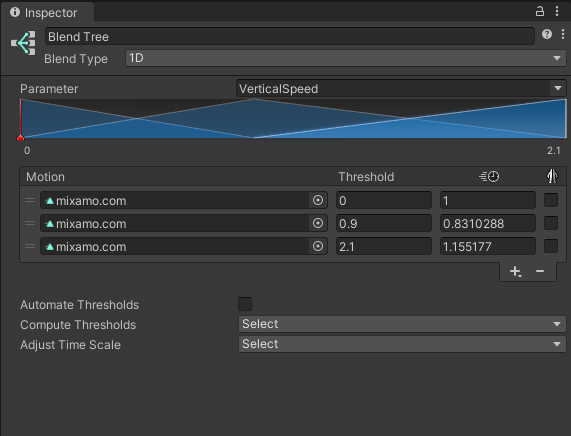 Inspector
Blend Tree
Blend Type 1D
Parameter VerticalSpeed
0 2.1
Motion Threshold
mixamo.com 0 1
mixamo.com 0.9 0.8310288
mixamo.com 2.1 1.155177
Automate Thresholds
Compute Thresholds Select
Adjust Time Scale Select